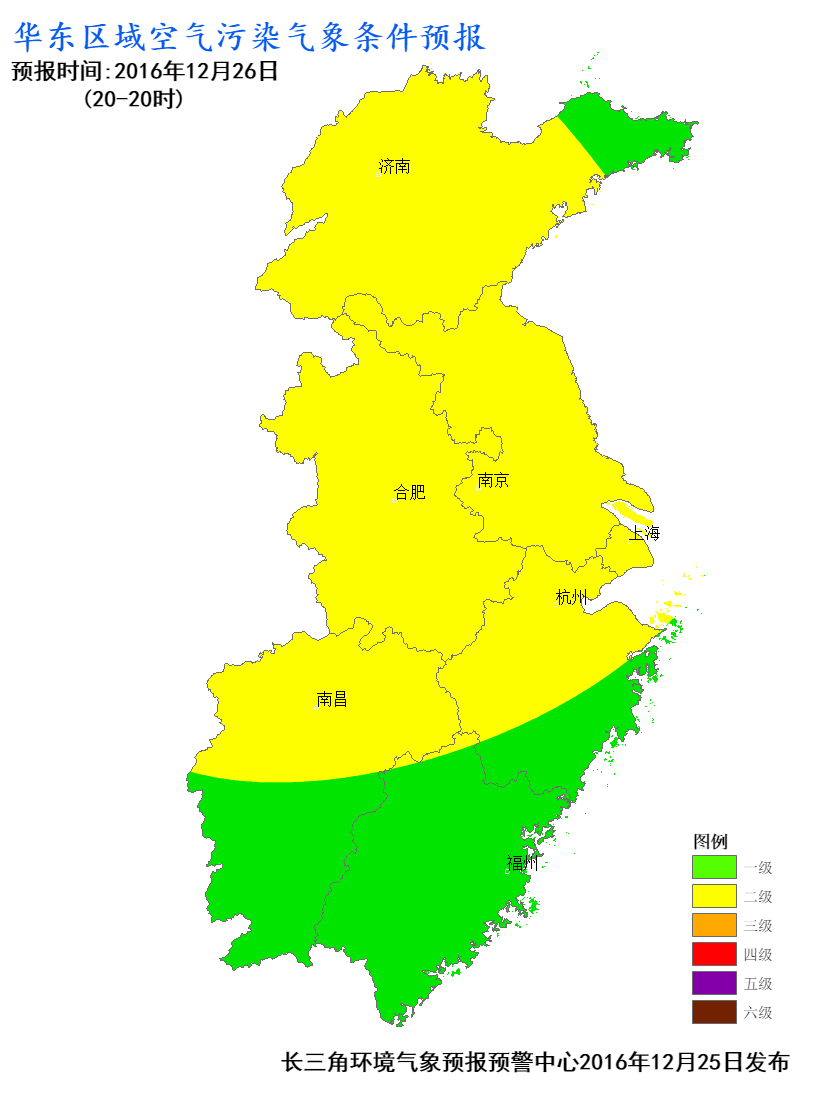 华东区域空气污染气象条件预报
预报时间:2016年12月26日
(20-20时)
济南
南京
合肥
上海
杭州
南昌
福州
图例
一级
二级
三级
四级
五级
六级
长三角环境气象预报预警中心2016年12月25日发布